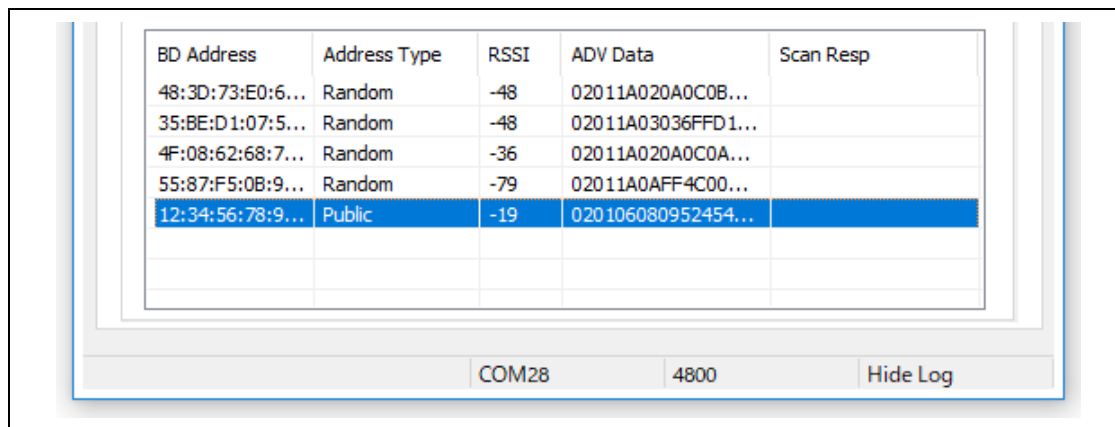 BD Address Address Type RSSI ADV Data Scan Resp
48:3D:73:E0:6... Random -48 02011A020A0C0B...
35:BE:D1:07:5... Random -48 02011A03036FFD1...
4F:08:62:68:7... Random -36 02011A020A0C0A...
55:87:F5:0B:9... Random -79 02011A0AFF4C00...
12:34:56:78:9... Public -19 020106080952454...
COM28 4800 Hide Log